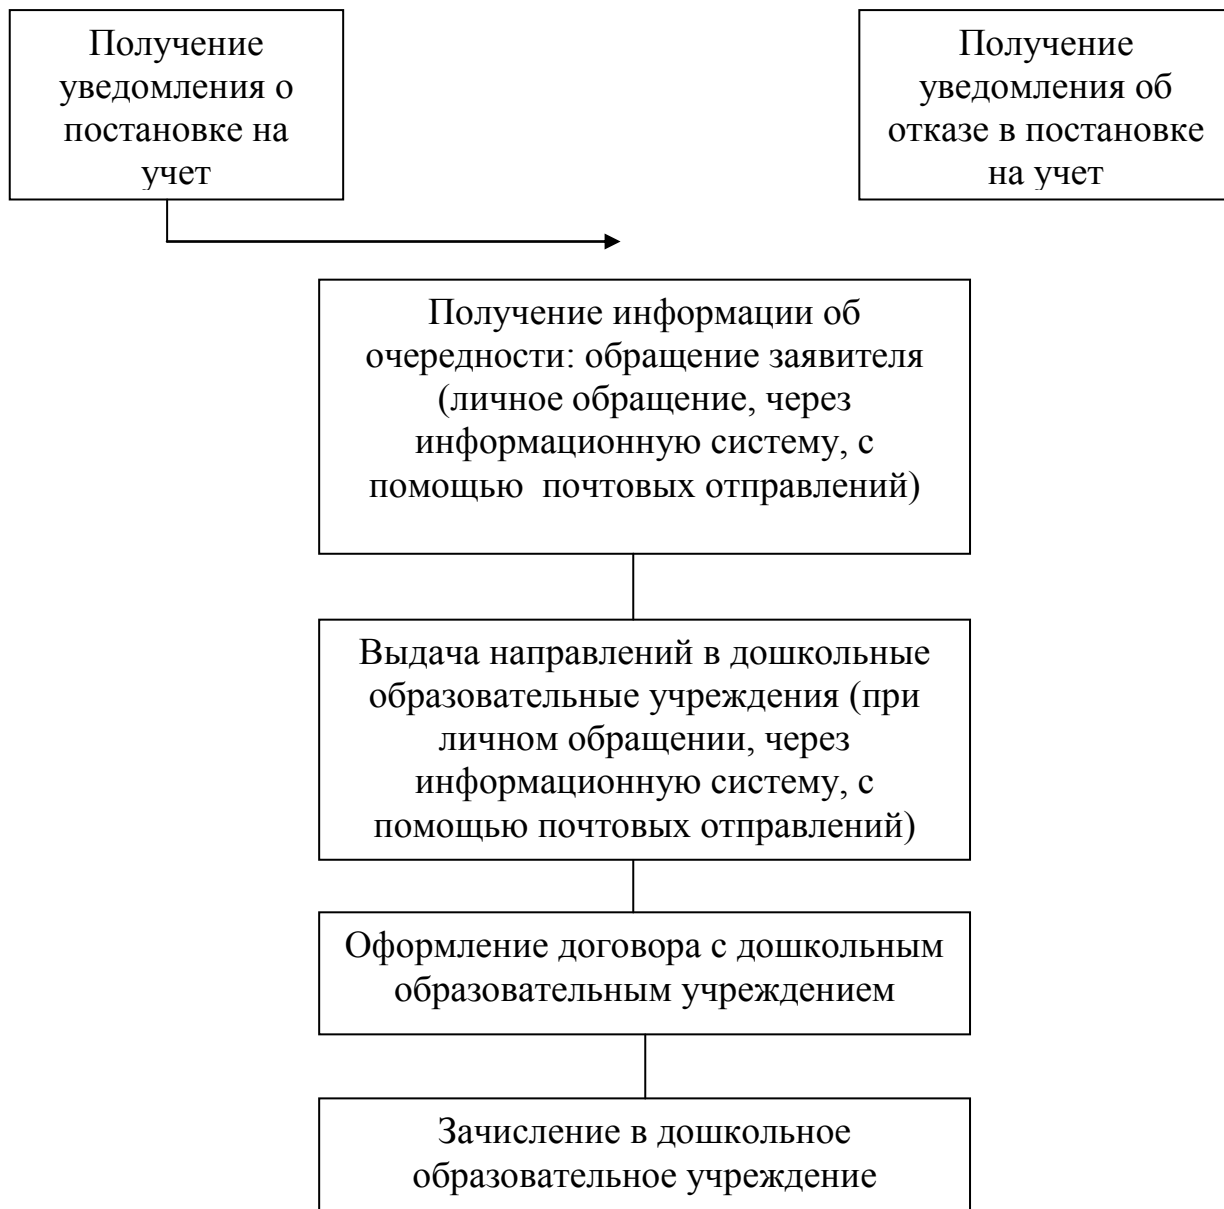 Получение
уведомления о
постановке на
учет
Получение
уведомления об
отказе в постановке
на учет
Получение информации об
очередности: обращение заявителя
(личное обращение, через
информационную систему, с
помощью  почтовых отправлений)
Выдача направлений в дошкольные
образовательные учреждения (при
личном обращении, через
информационную систему, с
помощью почтовых отправлений)
Оформление договора с дошкольным
образовательным учреждением
Зачисление в дошкольное
образовательное учреждение